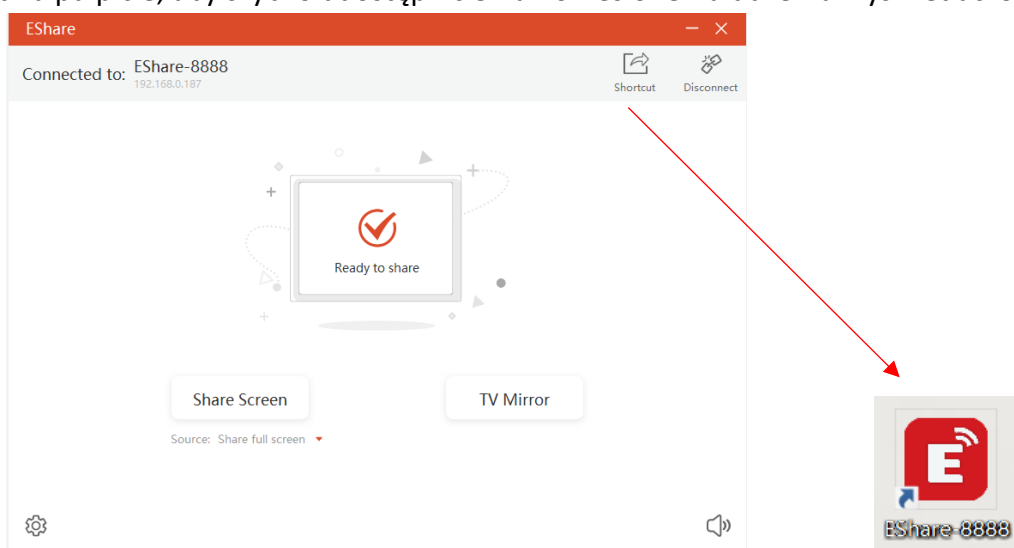 EShare
Connected to: EShare-8888
192.168.0.187
Shortcut
Disconnect
Ready to share
Share Screen
TV Mirror
Source: Share full screen
E
EShare-8888